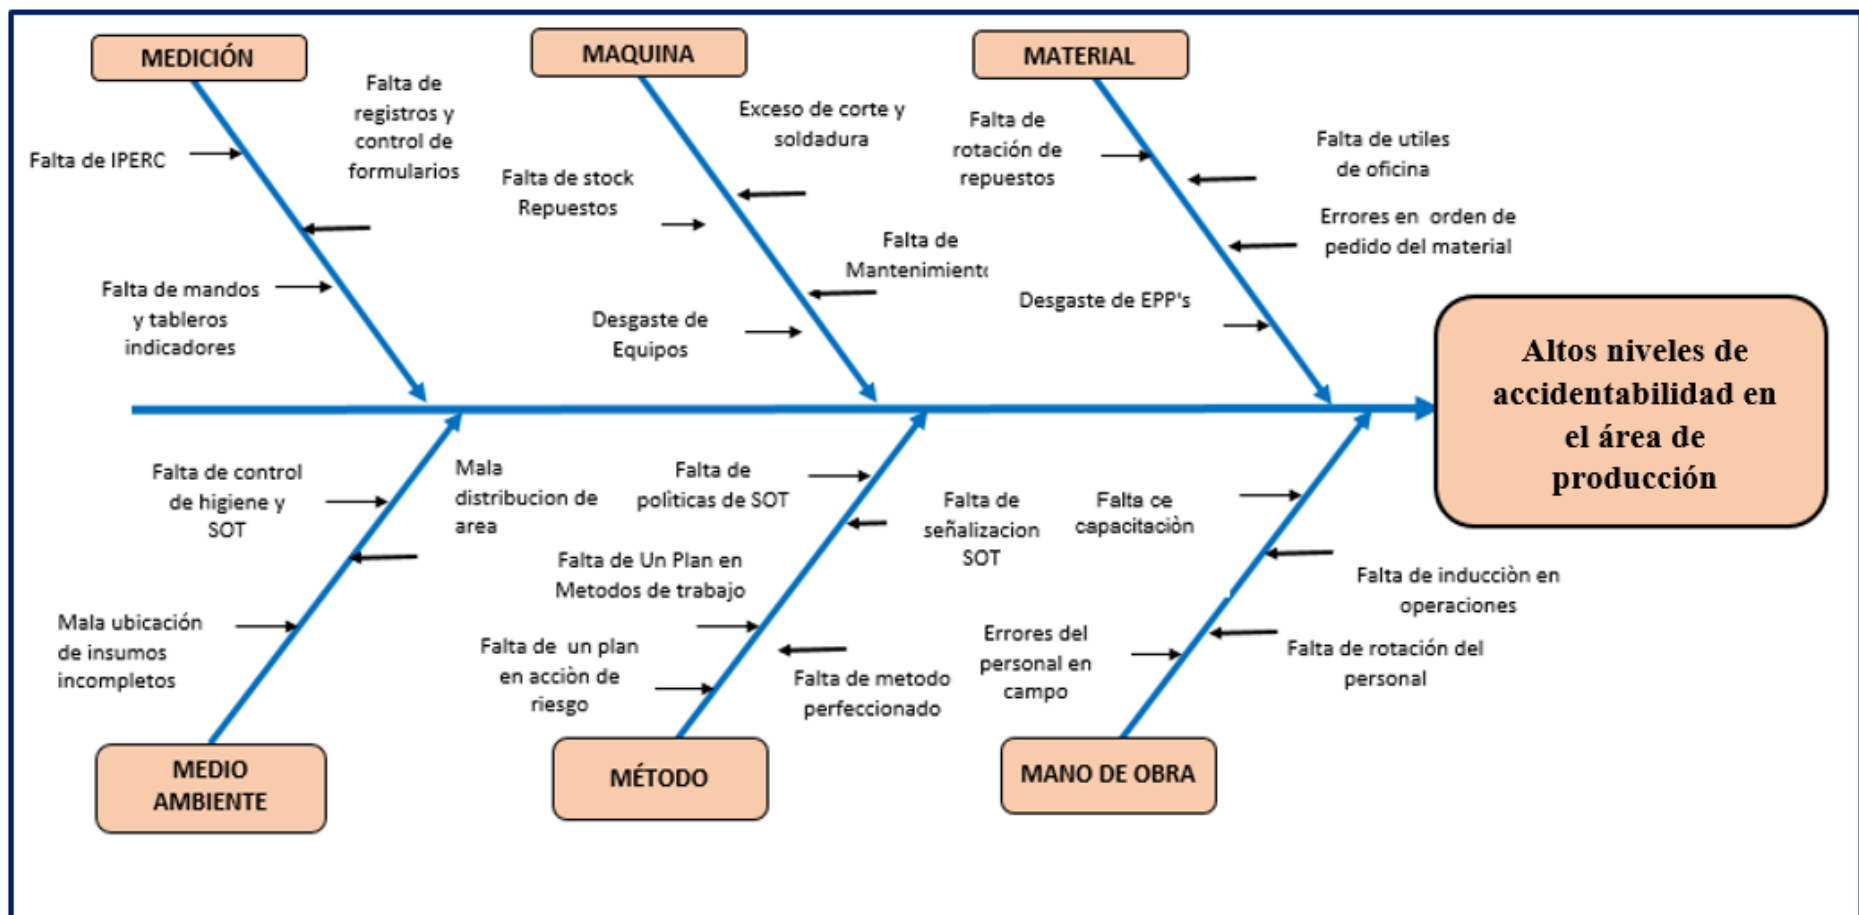 MEDICIÓN
MAQUINA
MATERIAL
Falta de
registros y
control de
formularios
Falta de IPERC
Falta de mandos
y tableros
indicadores
Exceso de corte y
soldadura
Falta de stock
Repuestos
Falta de
Mantenimiento
Desgaste de
Equipos
Falta de
rotación de
repuestos
Falta de utiles
de oficina
Errores en orden de
pedido del material
Desgaste de EPP's
Altos niveles de
accidentabilidad en
el área de
producción
Falta de control
de higiene y
SOT
Mala
distribucion de
area
Mala ubicación
de insumos
incompletos
Falta de
polìticas de SOT
Falta de
señalizacion
SOT
Falta de Un Plan en
Metodos de trabajo
Falta de un plan
en acciòn de
riesgo
Falta de metodo
perfeccionado
Falta ce
capacitaciòn
Falta de inducciòn en
operaciones
Errores del
personal en
campo
Falta de rotación del
personal
MEDIO
AMBIENTE
MÉTODO
MANO DE OBRA